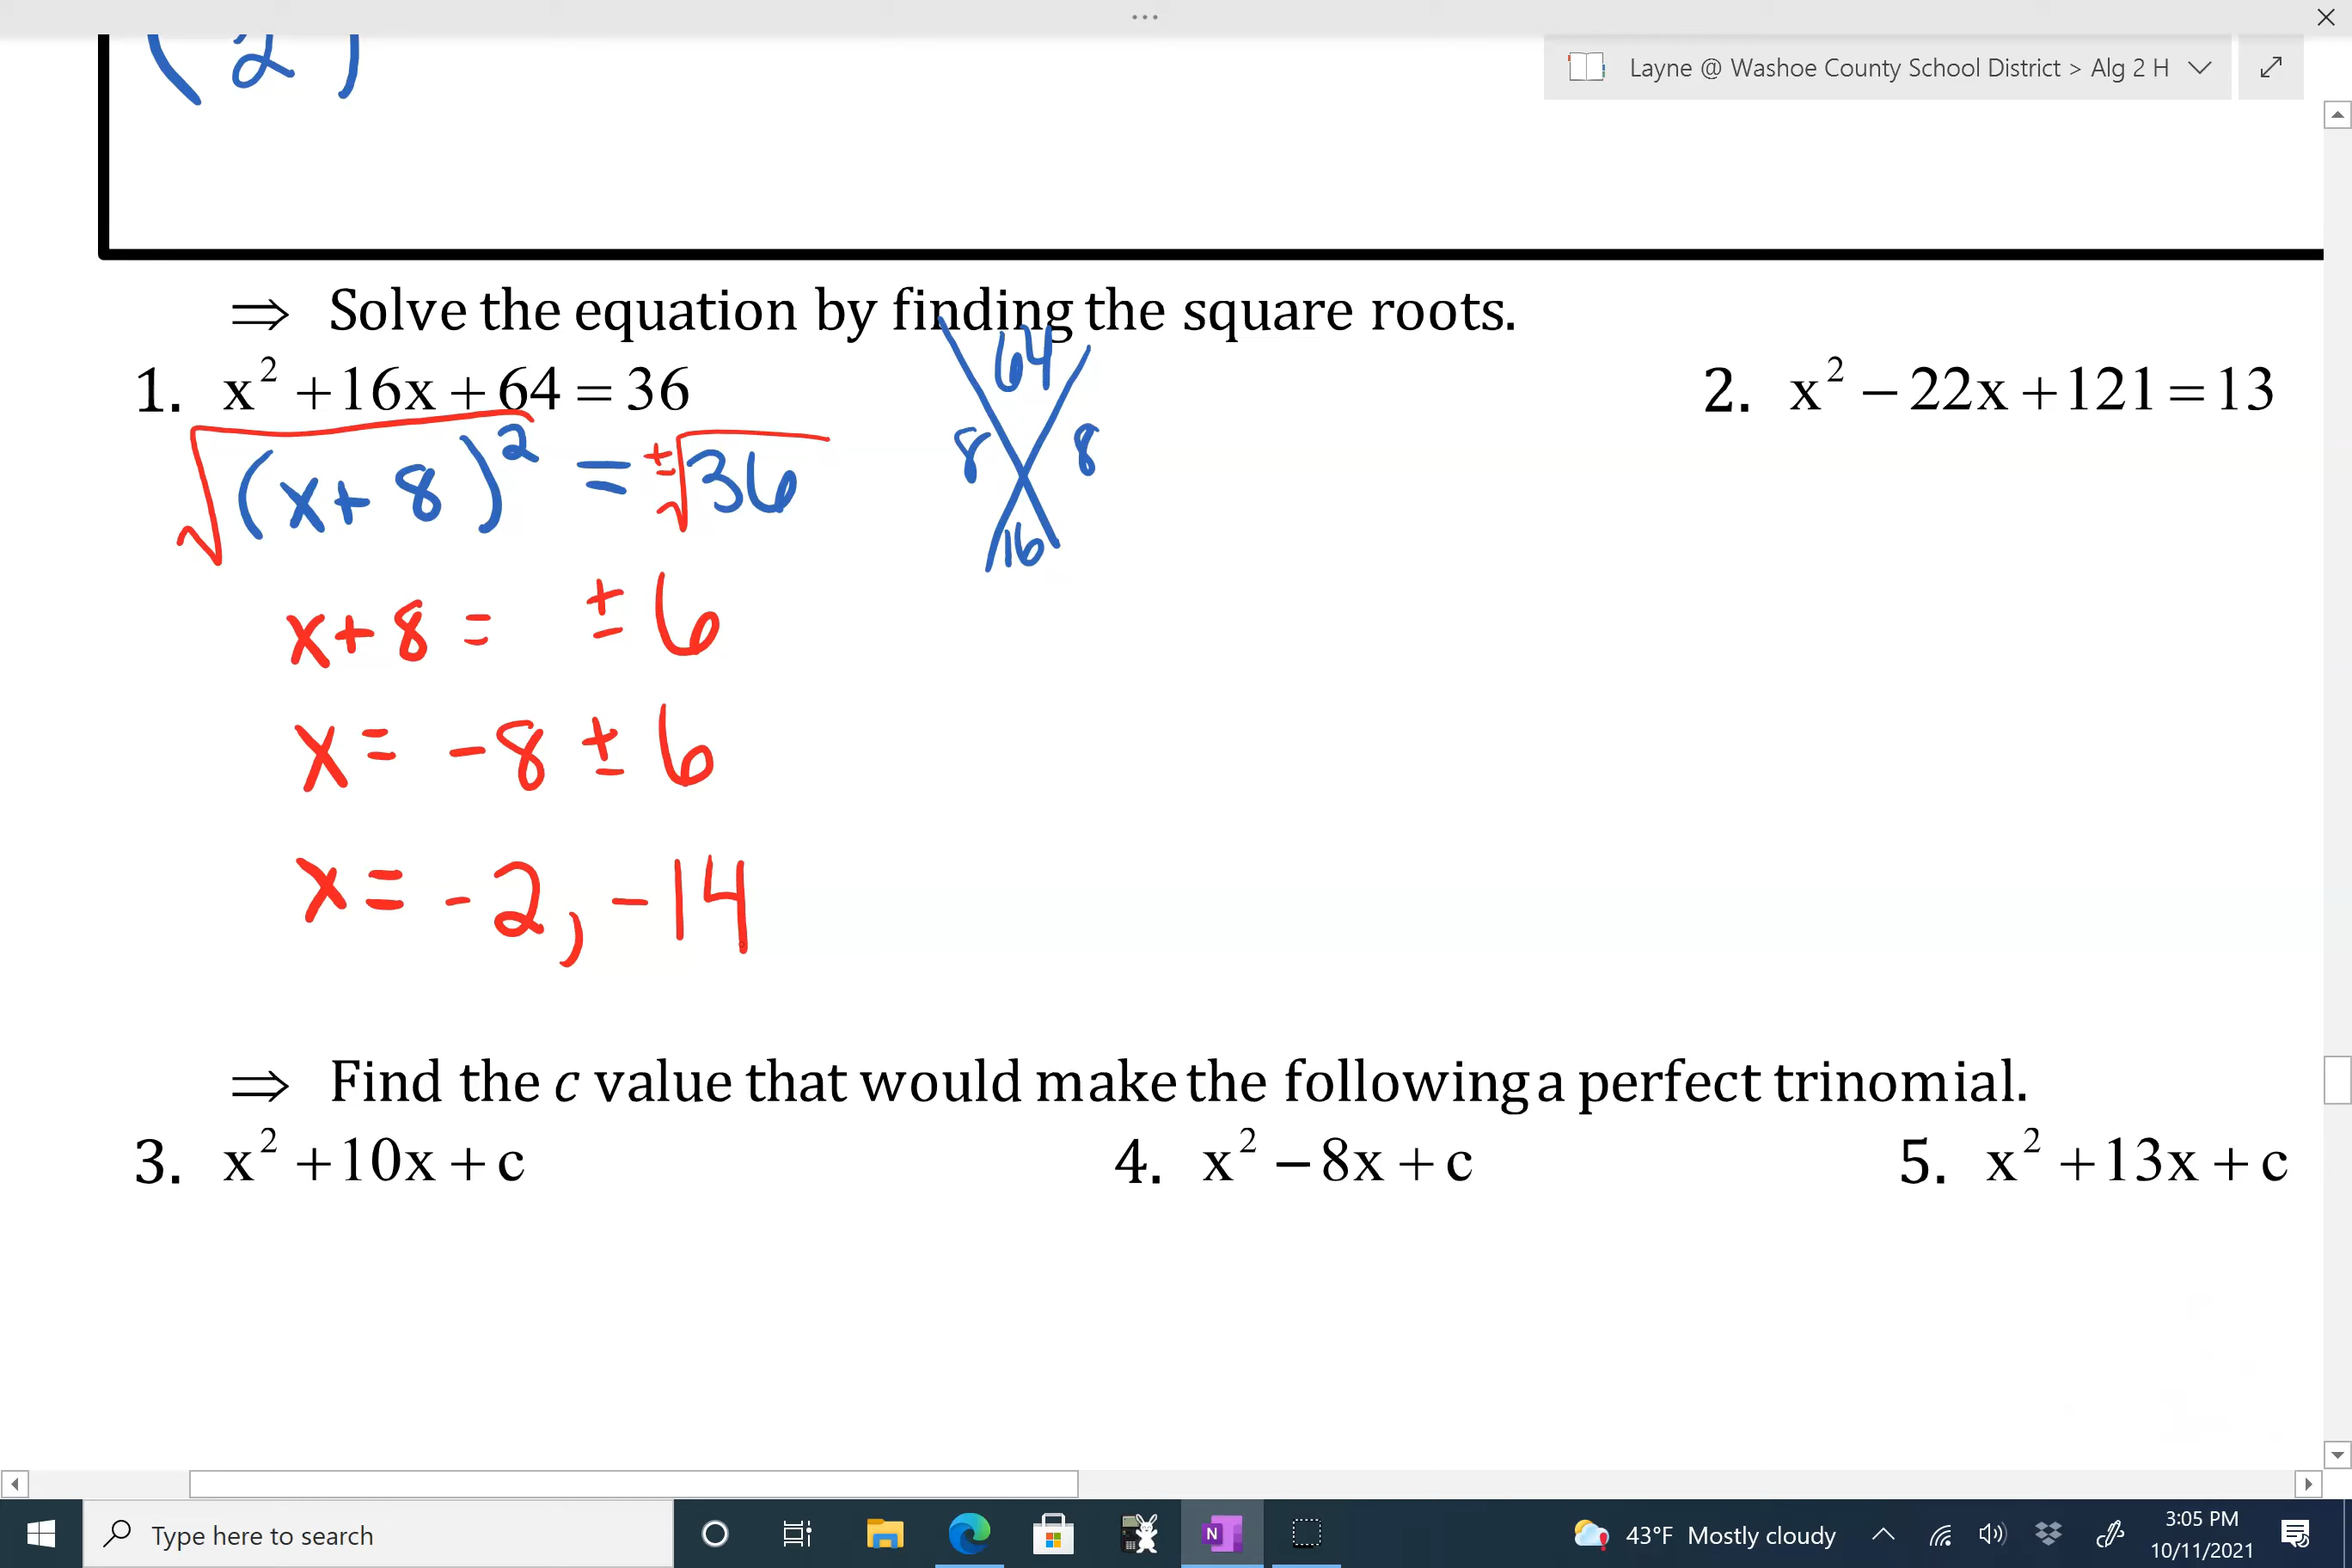 (2)
Layne @ Washoe County School District > Alg 2 H
⇒ Solve the equation by finding the square roots.
1. x² + 16x + 64 = 36
2. x² − 22x + 121 = 13
√(x + 8)² = ±√36
64
8 8
16
x + 8 = ± 6
x = −8 ± 6
x = -2, −14
⇒ Find the c value that would make the following a perfect trinomial.
3. x² + 10x + c
4. x² − 8x + c
5. x² + 13x + c
Type here to search
N
43°F Mostly cloudy
3:05 PM
10/11/2021